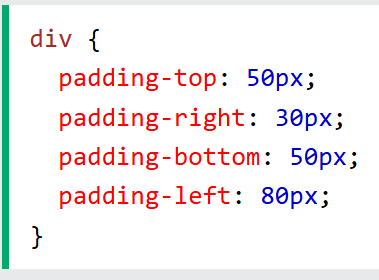 div {
  padding-top: 50px;
  padding-right: 30px;
  padding-bottom: 50px;
  padding-left: 80px;
}